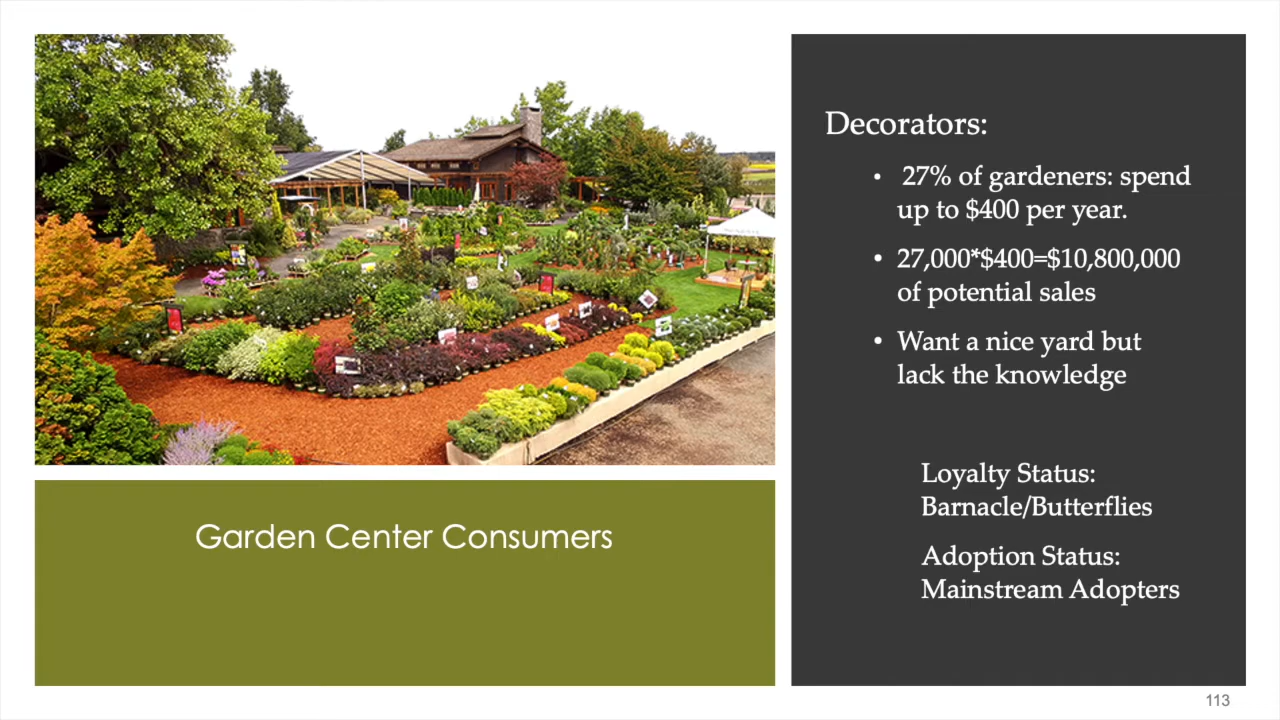 Decorators:
• 27% of gardeners: spend
up to $400 per year.
• 27,000*$400=$10,800,000
of potential sales
• Want a nice yard but
lack the knowledge
Loyalty Status:
Barnacle/Butterflies
Adoption Status:
Mainstream Adopters
Garden Center Consumers
113